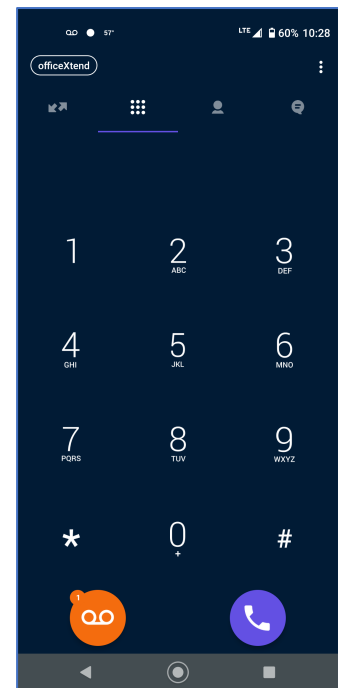 57° LTE 60% 10:28
officeXtend
1 2 3
ABC DEF
4 5 6
GHI JKL MNO
7 8 9
PQRS TUV WXYZ
* 0 #
+
1